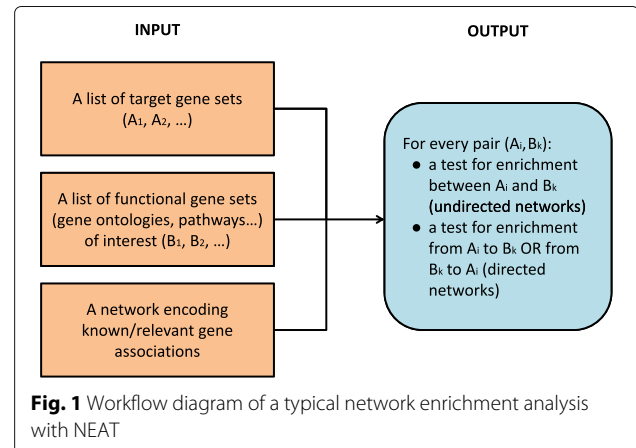 INPUT
OUTPUT
A list of target gene sets
(A₁, A₂, ...)
A list of functional gene sets
(gene ontologies, pathways...)
of interest (B₁, B₂, ...)
A network encoding
known/relevant gene
associations
For every pair (Aᵢ, Bₖ):
● a test for enrichment
between Aᵢ and Bₖ
(undirected networks)
● a test for enrichment
from Aᵢ to Bₖ OR from
Bₖ to Aᵢ (directed
networks)
Fig. 1 Workflow diagram of a typical network enrichment analysis
with NEAT